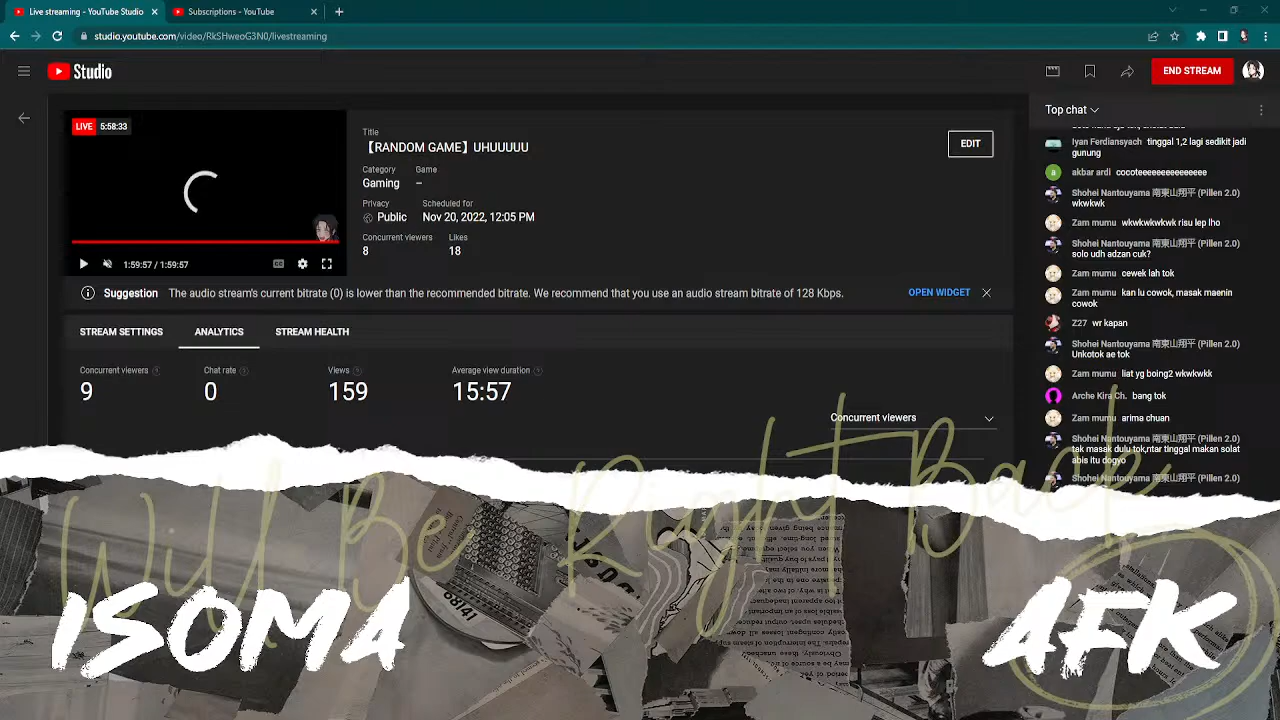 Live streaming - YouTube Studio
Subscriptions - YouTube
studio.youtube.com/video/RkSHweoG3N0/livestreaming
Studio
END STREAM
LIVE 5:58:33
1:59:57 / 1:59:57
Title
【RANDOM GAME】UHUUUUU
Category Game
Gaming –
Privacy Scheduled for
Public Nov 20, 2022, 12:05 PM
Concurrent viewers Likes
8 18
EDIT
Suggestion The audio stream's current bitrate (0) is lower than the recommended bitrate. We recommend that you use an audio stream bitrate of 128 Kbps.
OPEN WIDGET
STREAM SETTINGS ANALYTICS STREAM HEALTH
Concurrent viewers Chat rate Views Average view duration
9 0 159 15:57
Concurrent viewers
Top chat
Iyan Ferdiansyach tinggal 1,2 lagi sedikit jadi
gunung
a akbar ardi cocoteeeeeeeeeeeeeee
Shohei Nantouyama 南東山翔平 (Pillen 2.0)
wkwkwk
Zam mumu wkwkwkwkwk risu lep lho
Shohei Nantouyama 南東山翔平 (Pillen 2.0)
solo udh adzan cuk?
Zam mumu cewek lah tok
Zam mumu kan lu cowok, masak maenin
cowok
Z27 wr kapan
Shohei Nantouyama 南東山翔平 (Pillen 2.0)
Unkotok ae tok
Zam mumu liat yg boing2 wkwkwkk
Arche Kira Ch. bang tok
Zam mumu arima chuan
Shohei Nantouyama 南東山翔平 (Pillen 2.0)
tak masak dulu tok,ntar tinggal makan solat
abis itu dogyo
Shohei Nantouyama 南東山翔平 (Pillen 2.0)
Will Be Right Back
ISOMA
AFK